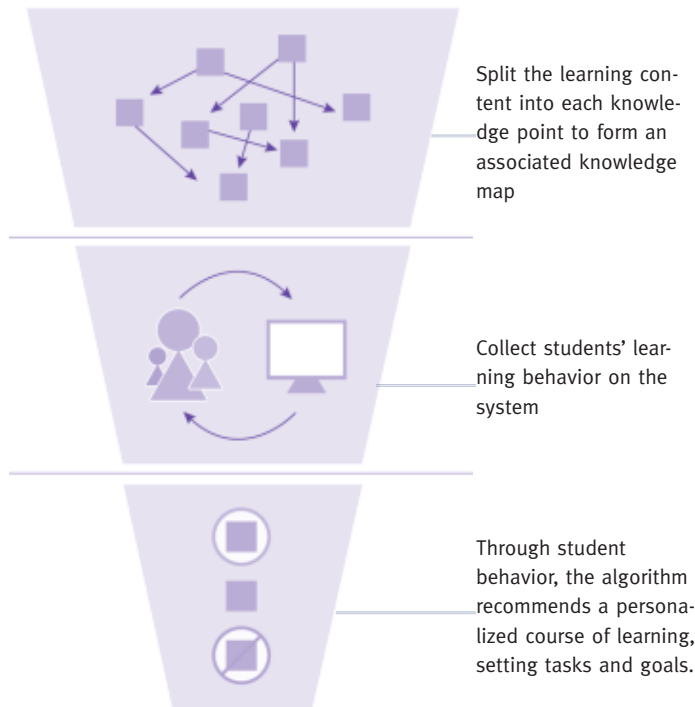 Split the learning con-
tent into each knowle-
dge point to form an
associated knowledge
map
Collect students’ lear-
ning behavior on the
system
Through student
behavior, the algorithm
recommends a persona-
lized course of learning,
setting tasks and goals.